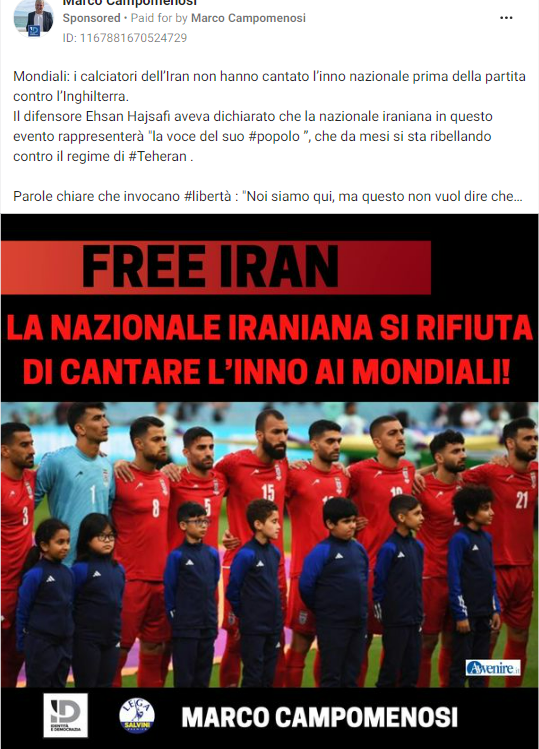 Marco Campomenosi
Sponsored • Paid for by Marco Campomenosi
ID: 1167881670524729
Mondiali: i calciatori dell'Iran non hanno cantato l'inno nazionale prima della partita
contro l'Inghilterra.
Il difensore Ehsan Hajsafi aveva dichiarato che la nazionale iraniana in questo
evento rappresenterà "la voce del suo #popolo ”, che da mesi si sta ribellando
contro il regime di #Teheran .
Parole chiare che invocano #libertà : "Noi siamo qui, ma questo non vuol dire che...
FREE IRAN
LA NAZIONALE IRANIANA SI RIFIUTA
DI CANTARE L'INNO AI MONDIALI!
3
1
8
5
15
10
21
Avvenire.it
ID
IDENTITÀ
E DEMOCRAZIA
LEGA
SALVINI
PREMIER
MARCO CAMPOMENOSI